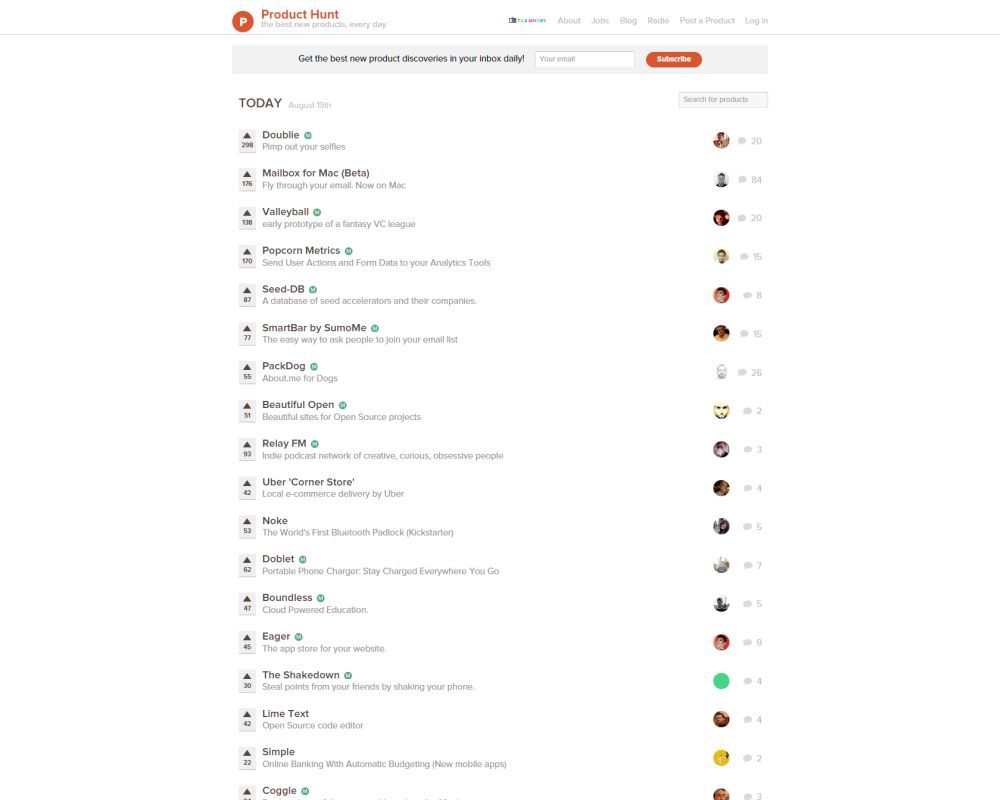 P
Product Hunt
the best new products, every day
About Jobs Blog Radio Post a Product Log in
Get the best new product discoveries in your inbox daily! Your email Subscribe
TODAY August 19th Search for products
Doublie M
298 Pimp out your selfies 20
Mailbox for Mac (Beta)
176 Fly through your email. Now on Mac 84
Valleyball M
138 early prototype of a fantasy VC league 20
Popcorn Metrics M
170 Send User Actions and Form Data to your Analytics Tools 15
Seed-DB M
87 A database of seed accelerators and their companies. 8
SmartBar by SumoMe M
77 The easy way to ask people to join your email list 15
PackDog M
55 About.me for Dogs 26
Beautiful Open M
51 Beautiful sites for Open Source projects 2
Relay FM M
93 Indie podcast network of creative, curious, obsessive people 3
Uber 'Corner Store'
42 Local e-commerce delivery by Uber 4
Noke
53 The World's First Bluetooth Padlock (Kickstarter) 5
Doblet M
62 Portable Phone Charger: Stay Charged Everywhere You Go 7
Boundless M
47 Cloud Powered Education. 5
Eager M
45 The app store for your website. 9
The Shakedown M
30 Steal points from your friends by shaking your phone. 4
Lime Text
42 Open Source code editor 4
Simple
22 Online Banking With Automatic Budgeting (New mobile apps) 2
Coggle M
3